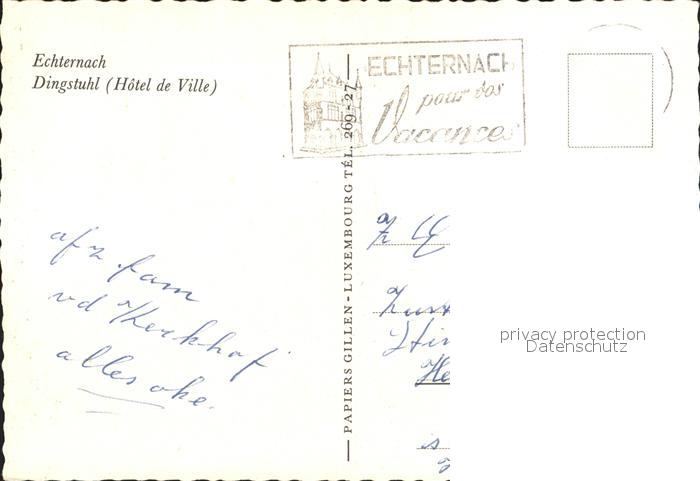 Echternach
Dingstuhl (Hôtel de Ville)
ECHTERNACH
pour vos
Vacances
PAPIERS GILLEN - LUXEMBOURG TÉL. 269-27
afz. fam
vd Kerkhof
alles oke.
privacy protection
Datenschutz